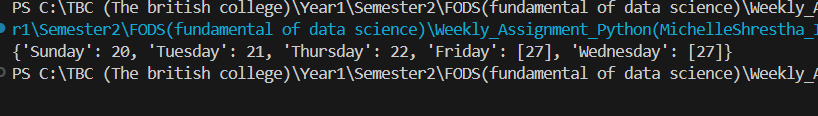 PS C:\TBC (The british college)\Year1\Semester2\FODS(fundamental of data science)\Weekly_A
r1\Semester2\FODS(fundamental of data science)\Weekly_Assignment_Python(MichelleShrestha_
{'Sunday': 20, 'Tuesday': 21, 'Thursday': 22, 'Friday': [27], 'Wednesday': [27]}
PS C:\TBC (The british college)\Year1\Semester2\FODS(fundamental of data science)\Weekly_A